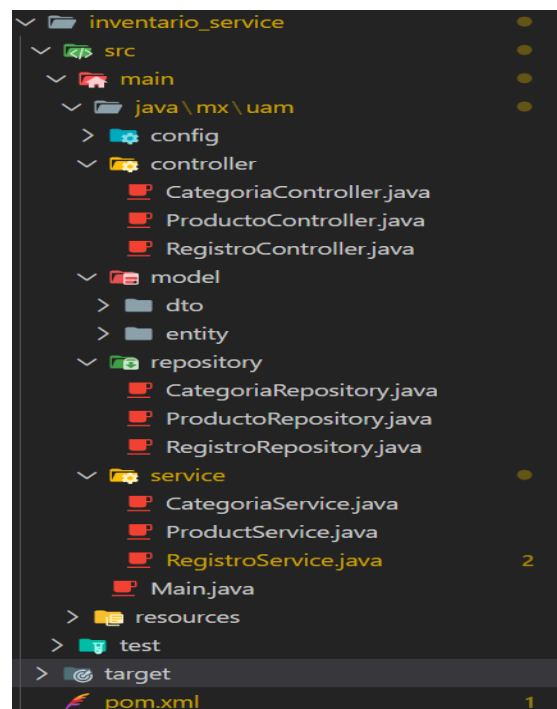 inventario_service
src
main
java\mx\uam
config
controller
CategoriaController.java
ProductoController.java
RegistroController.java
model
dto
entity
repository
CategoriaRepository.java
ProductoRepository.java
RegistroRepository.java
service
CategoriaService.java
ProductService.java
RegistroService.java 2
Main.java
resources
test
target
pom.xml 1